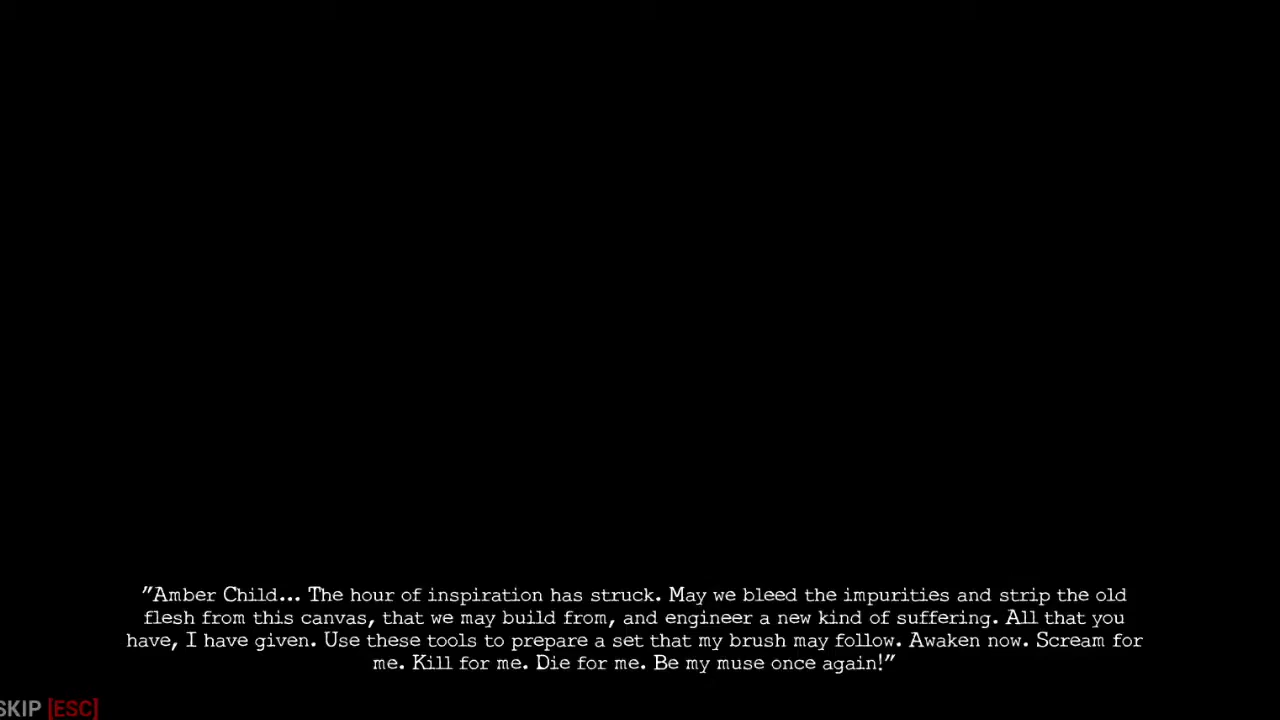 "Amber Child... The hour of inspiration has struck. May we bleed the impurities and strip the old
flesh from this canvas, that we may build from, and engineer a new kind of suffering. All that you
have, I have given. Use these tools to prepare a set that my brush may follow. Awaken now. Scream for
me. Kill for me. Die for me. Be my muse once again!"
SKIP [ESC]